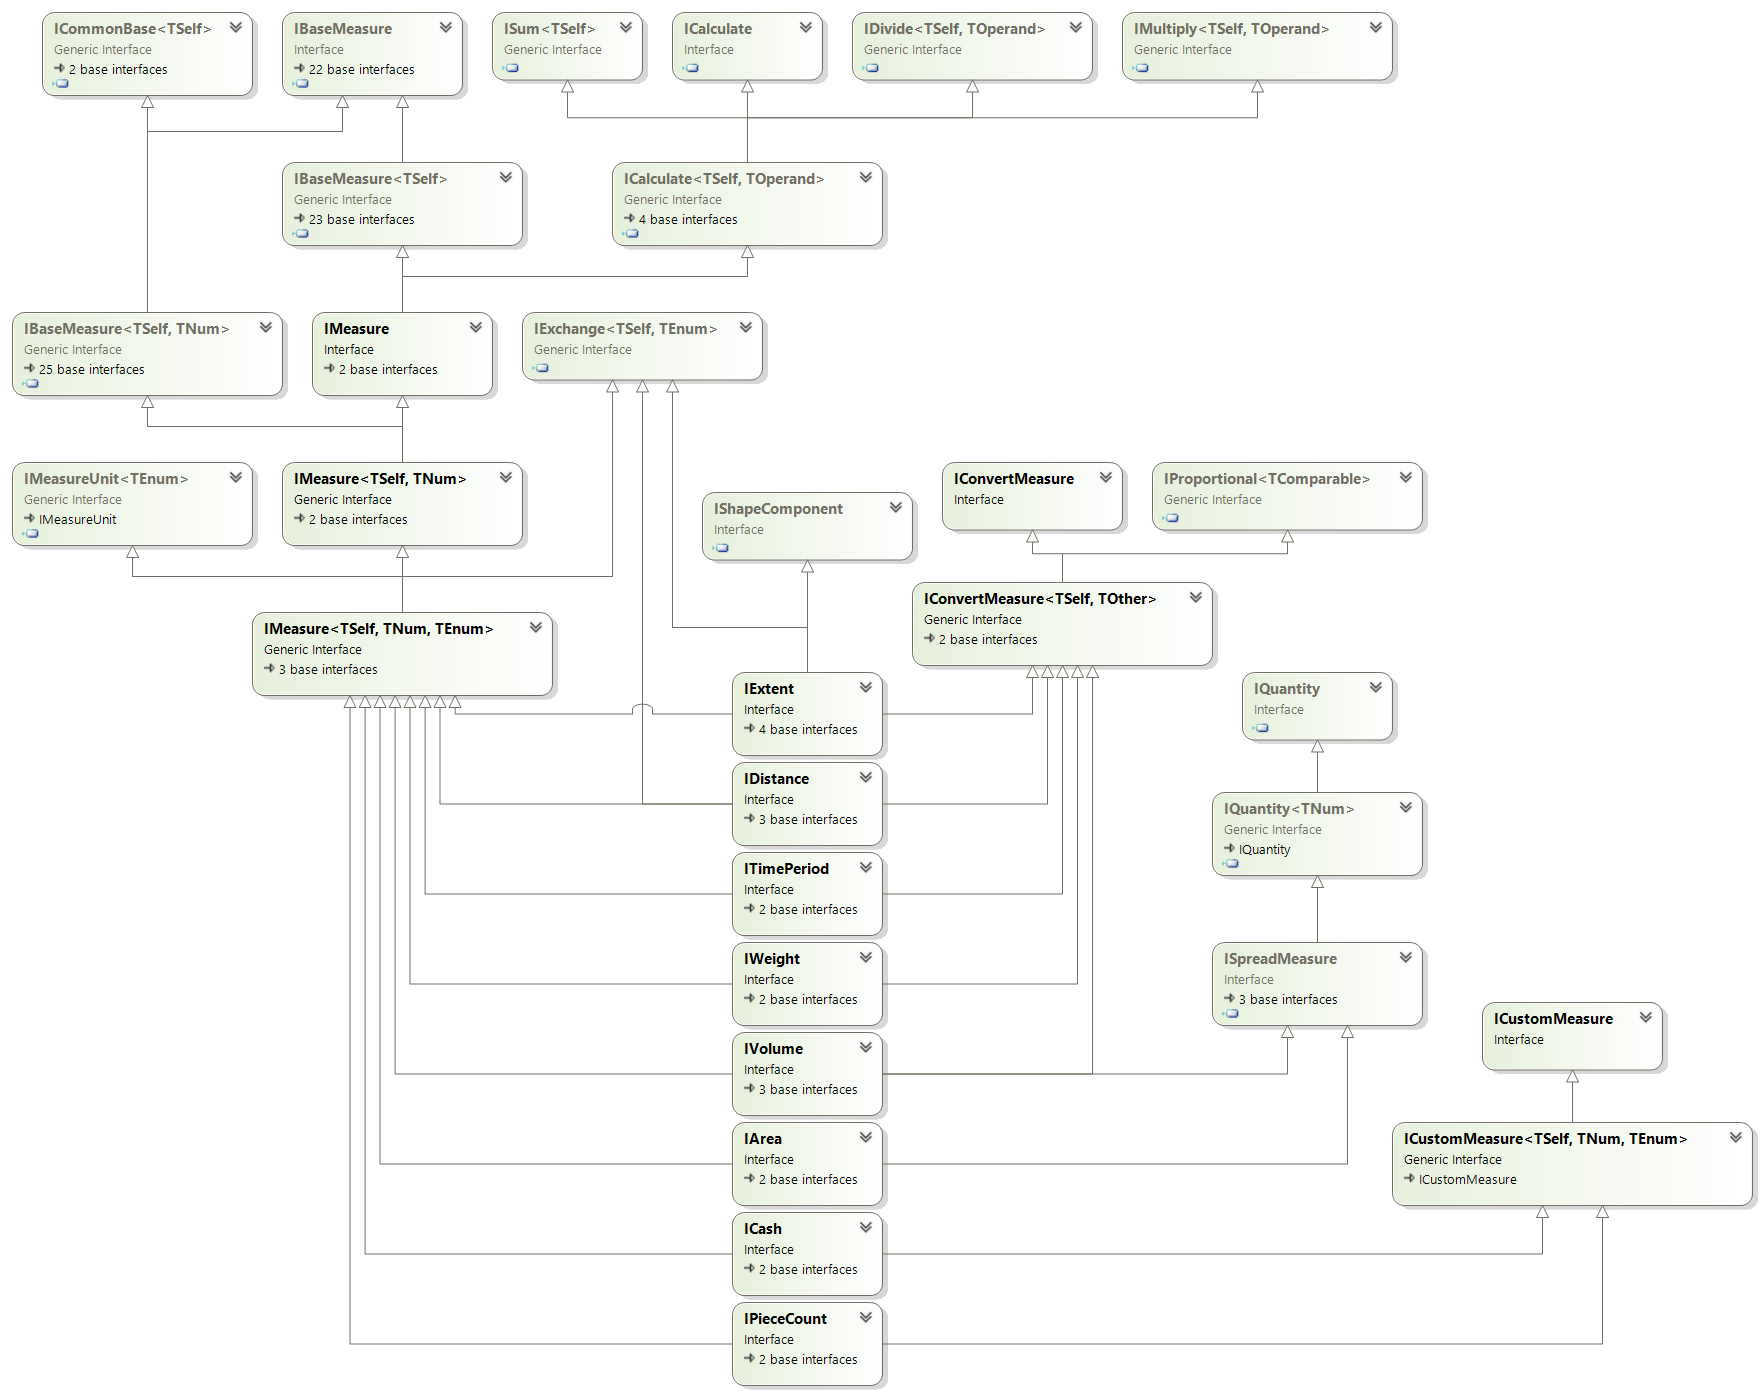 ICommonBase<TSelf>
Generic Interface
2 base interfaces
IBaseMeasure
Interface
22 base interfaces
ISum<TSelf>
Generic Interface
ICalculate
Interface
IDivide<TSelf, TOperand>
Generic Interface
IMultiply<TSelf, TOperand>
Generic Interface
IBaseMeasure<TSelf>
Generic Interface
23 base interfaces
ICalculate<TSelf, TOperand>
Generic Interface
4 base interfaces
IBaseMeasure<TSelf, TNum>
Generic Interface
25 base interfaces
IMeasure
Interface
2 base interfaces
IExchange<TSelf, TEnum>
Generic Interface
IMeasureUnit<TEnum>
Generic Interface
IMeasureUnit
IMeasure<TSelf, TNum>
Generic Interface
2 base interfaces
IShapeComponent
Interface
IConvertMeasure
Interface
IProportional<TComparable>
Generic Interface
IMeasure<TSelf, TNum, TEnum>
Generic Interface
3 base interfaces
IConvertMeasure<TSelf, TOther>
Generic Interface
2 base interfaces
IExtent
Interface
4 base interfaces
IQuantity
Interface
IDistance
Interface
3 base interfaces
IQuantity<TNum>
Generic Interface
IQuantity
ITimePeriod
Interface
2 base interfaces
IWeight
Interface
2 base interfaces
ISpreadMeasure
Interface
3 base interfaces
IVolume
Interface
3 base interfaces
ICustomMeasure
Interface
IArea
Interface
2 base interfaces
ICustomMeasure<TSelf, TNum, TEnum>
Generic Interface
ICustomMeasure
ICash
Interface
2 base interfaces
IPieceCount
Interface
2 base interfaces